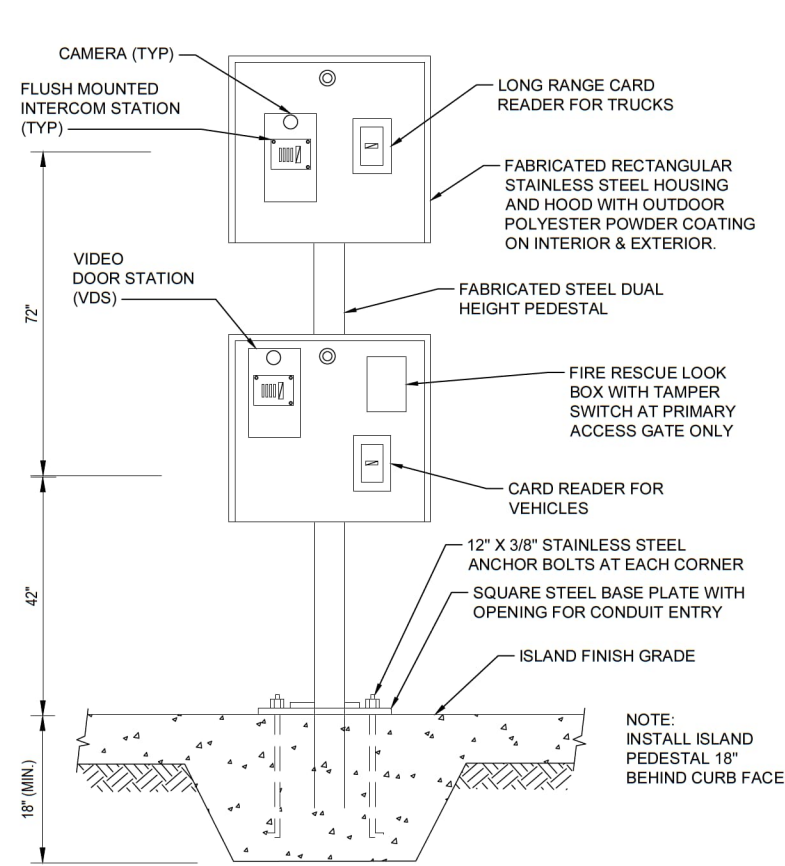 CAMERA (TYP)
FLUSH MOUNTED
INTERCOM STATION
(TYP)
LONG RANGE CARD
READER FOR TRUCKS
FABRICATED RECTANGULAR
STAINLESS STEEL HOUSING
AND HOOD WITH OUTDOOR
POLYESTER POWDER COATING
ON INTERIOR & EXTERIOR.
VIDEO
DOOR STATION
(VDS)
FABRICATED STEEL DUAL
HEIGHT PEDESTAL
72"
FIRE RESCUE LOOK
BOX WITH TAMPER
SWITCH AT PRIMARY
ACCESS GATE ONLY
CARD READER FOR
VEHICLES
12" X 3/8" STAINLESS STEEL
ANCHOR BOLTS AT EACH CORNER
SQUARE STEEL BASE PLATE WITH
OPENING FOR CONDUIT ENTRY
42"
ISLAND FINISH GRADE
NOTE:
INSTALL ISLAND
PEDESTAL 18"
BEHIND CURB FACE
18" (MIN.)